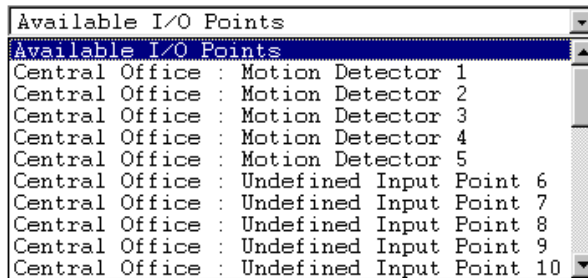 Available I/O Points
Available I/O Points
Central Office : Motion Detector 1
Central Office : Motion Detector 2
Central Office : Motion Detector 3
Central Office : Motion Detector 4
Central Office : Motion Detector 5
Central Office : Undefined Input Point 6
Central Office : Undefined Input Point 7
Central Office : Undefined Input Point 8
Central Office : Undefined Input Point 9
Central Office : Undefined Input Point 10